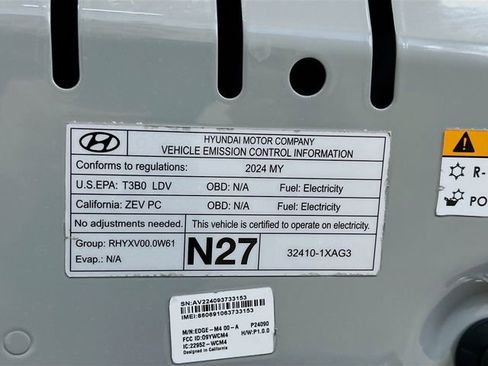 HYUNDAI MOTOR COMPANY
VEHICLE EMISSION CONTROL INFORMATION
Conforms to regulations: 2024 MY
U.S.EPA: T3B0 LDV OBD: N/A Fuel: Electricity
California: ZEV PC OBD: N/A Fuel: Electricity
No adjustments needed. This vehicle is certified to operate on electricity.
Group: RHYXV00.0W61
Evap.: N/A
N27
32410-1XAG3
R-
PO
SN:AV224093733153
IMEI:860691063733153
M/N:EDGE-M4 00-A P24090
FCC ID:O9YWCM4 H/W:P1.0.0
IC:22952-WCM4
Designed in California